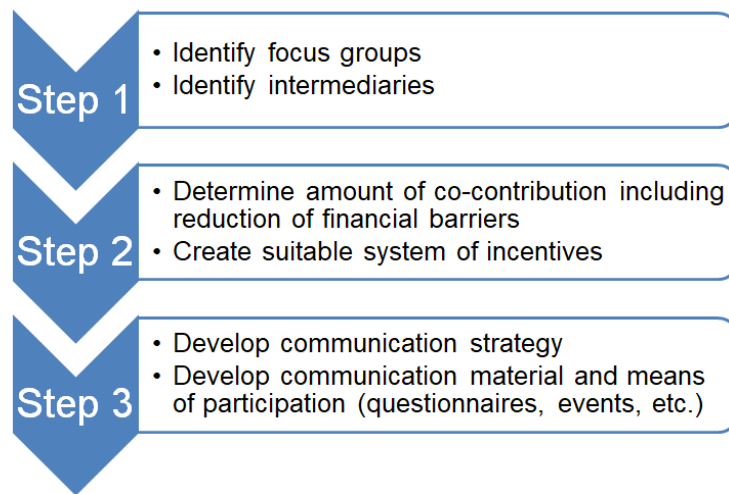 Step 1
• Identify focus groups
• Identify intermediaries
Step 2
• Determine amount of co-contribution including
reduction of financial barriers
• Create suitable system of incentives
Step 3
• Develop communication strategy
• Develop communication material and means
of participation (questionnaires, events, etc.)